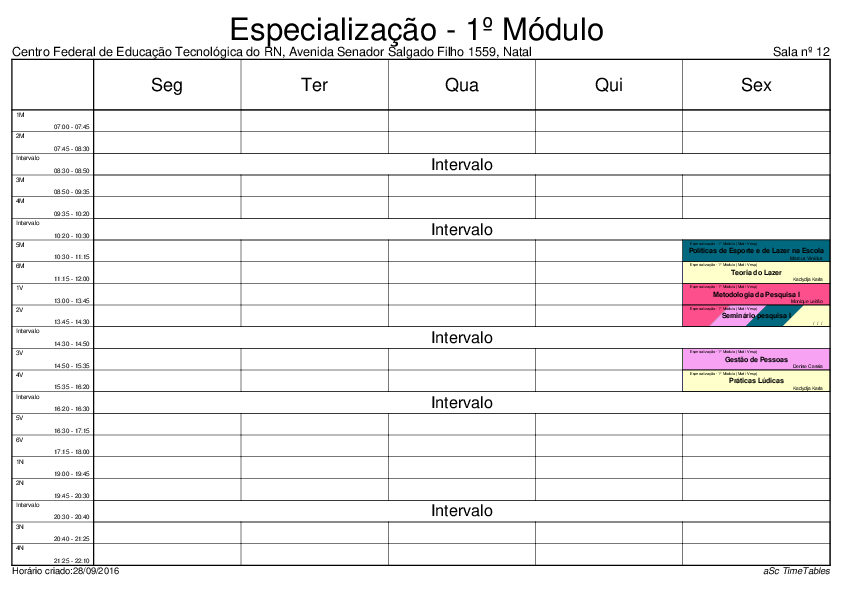 Especialização - 1º Módulo
Centro Federal de Educação Tecnológica do RN, Avenida Senador Salgado Filho 1559, Natal
Sala nº 12
Seg Ter Qua Qui Sex
1M
07:00 - 07:45
2M
07:45 - 08:30
Intervalo
08:30 - 08:50
Intervalo
3M
08:50 - 09:35
4M
09:35 - 10:20
Intervalo
10:20 - 10:30
Intervalo
5M
10:30 - 11:15
Especialização - 1º Módulo ( Mat / Vesp)
Políticas de Esporte e de Lazer na Escola
6M
11:15 - 12:00
Especialização - 1º Módulo ( Mat / Vesp)
Teoria do Lazer
1V
13:00 - 13:45
Especialização - 1º Módulo ( Mat / Vesp)
Metodologia da Pesquisa I
2V
13:45 - 14:30
Especialização - 1º Módulo ( Mat / Vesp)
Seminário pesquisa I
/ / /
Intervalo
14:30 - 14:50
Intervalo
3V
14:50 - 15:35
Especialização - 1º Módulo ( Mat / Vesp)
Gestão de Pessoas
4V
15:35 - 16:20
Especialização - 1º Módulo ( Mat / Vesp)
Práticas Lúdicas
Intervalo
16:20 - 16:30
Intervalo
5V
16:30 - 17:15
6V
17:15 - 18:00
1N
19:00 - 19:45
2N
19:45 - 20:30
Intervalo
20:30 - 20:40
Intervalo
3N
20:40 - 21:25
4N
21:25 - 22:10
Horário criado:28/09/2016
aSc TimeTables